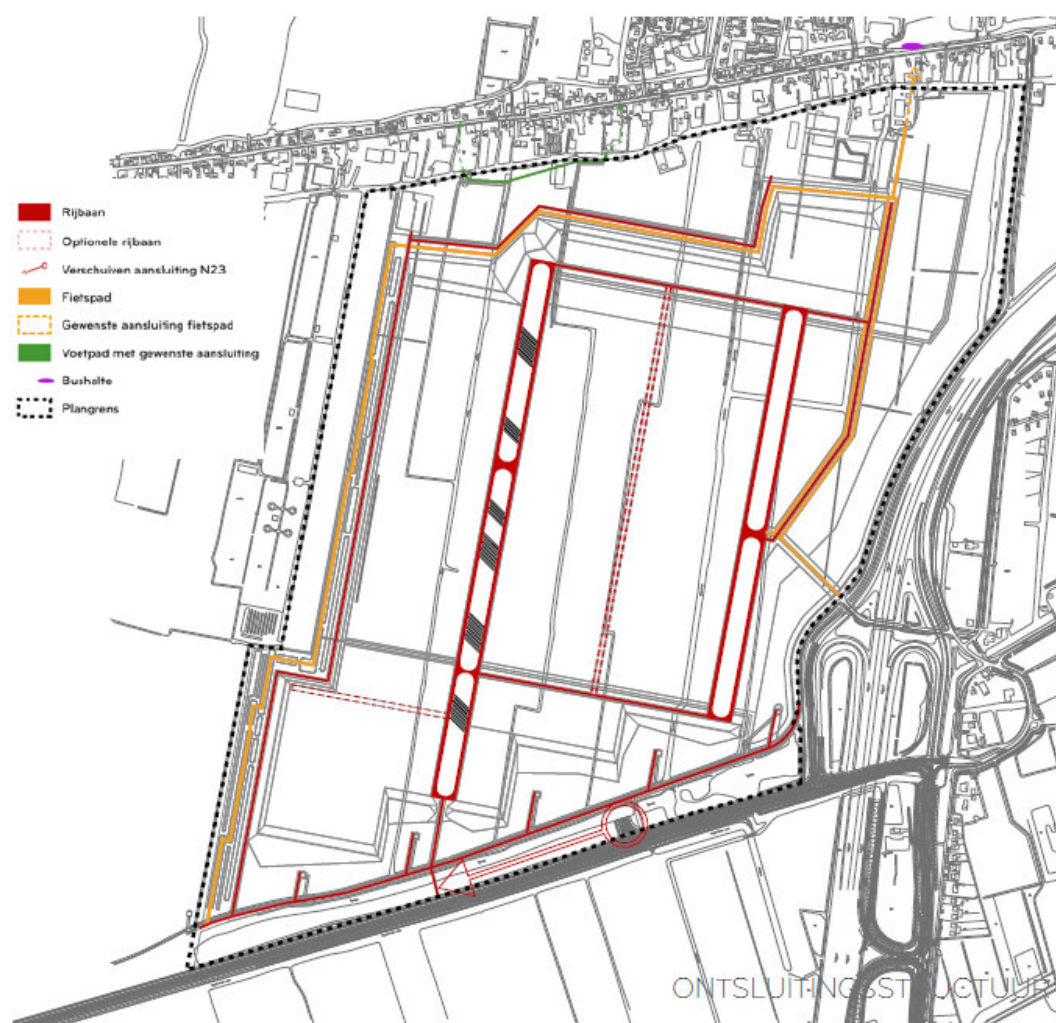 Rijbaan
Optionele rijbaan
Verschuiven aansluiting N23
Fietspad
Gewenste aansluiting fietspad
Voetpad met gewenste aansluiting
Bushalte
Plangrens
ONTSLUITINGSSTRUCTUUR